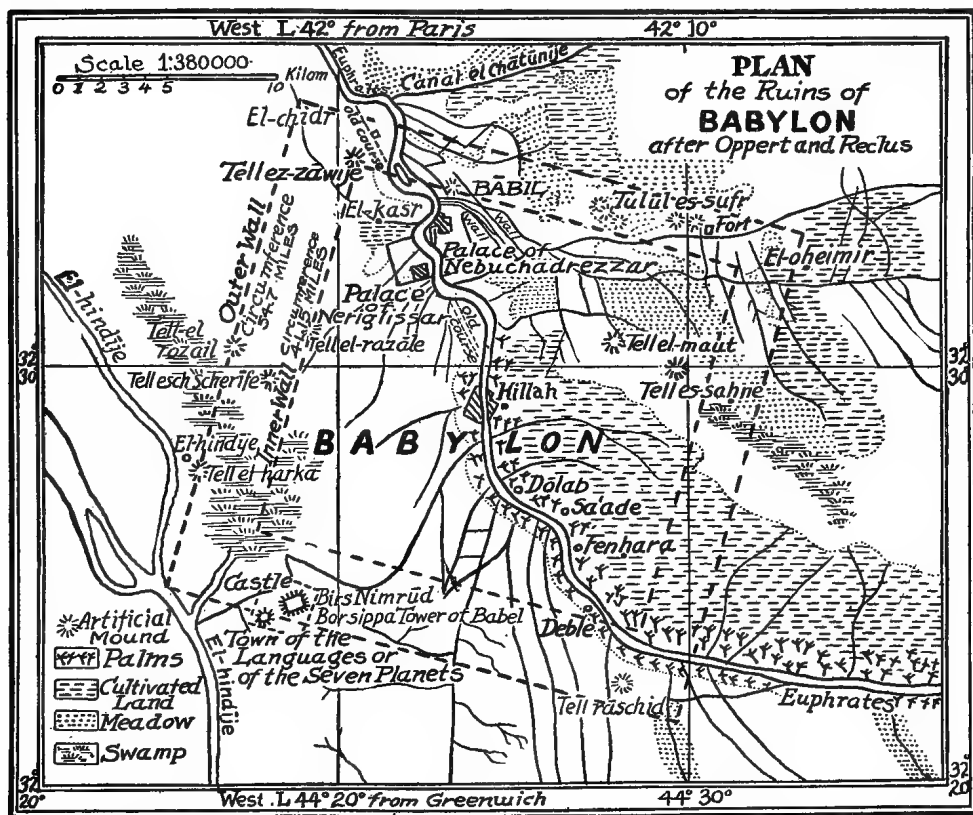 West L 42° from Paris
42° 10'
Scale 1:380000
Kilom
0 1 2 3 4 5 10
PLAN
of the Ruins of
BABYLON
after Oppert and Reclus
Euphrates
Canal el Chatunije
El-chidr
old course
Tell ez-zawije
BABIL
El-kasr
Wall
Wall
Tulul-es-sufr
Fort
El-oheimir
Palace of
Nebuchadrezzar
Outer Wall
Circumference
54.7 MILES
Inner Wall Circumference
41.5 MILES
Palace
of
Neriglissar
old course
El-hindije
Tell-el
Tell el-razale
Tell el-maut
32°
30'
32°
30
Tell esch scherife
Tell es-sahne
Hillah
BABYLON
El-hindije
Tell el harka
Dolab
Saade
Fenhara
Castle
Birs Nimrud
Borsippa Tower of Babel
Town of the
Languages or
of the Seven Planets
Deble
El-hindije
Tell raschid
Euphrates
Artificial
Mound
Palms
Cultivated
Land
Meadow
Swamp
32°
20'
32°
20'
West. L 44° 20' from Greenwich
44° 30'